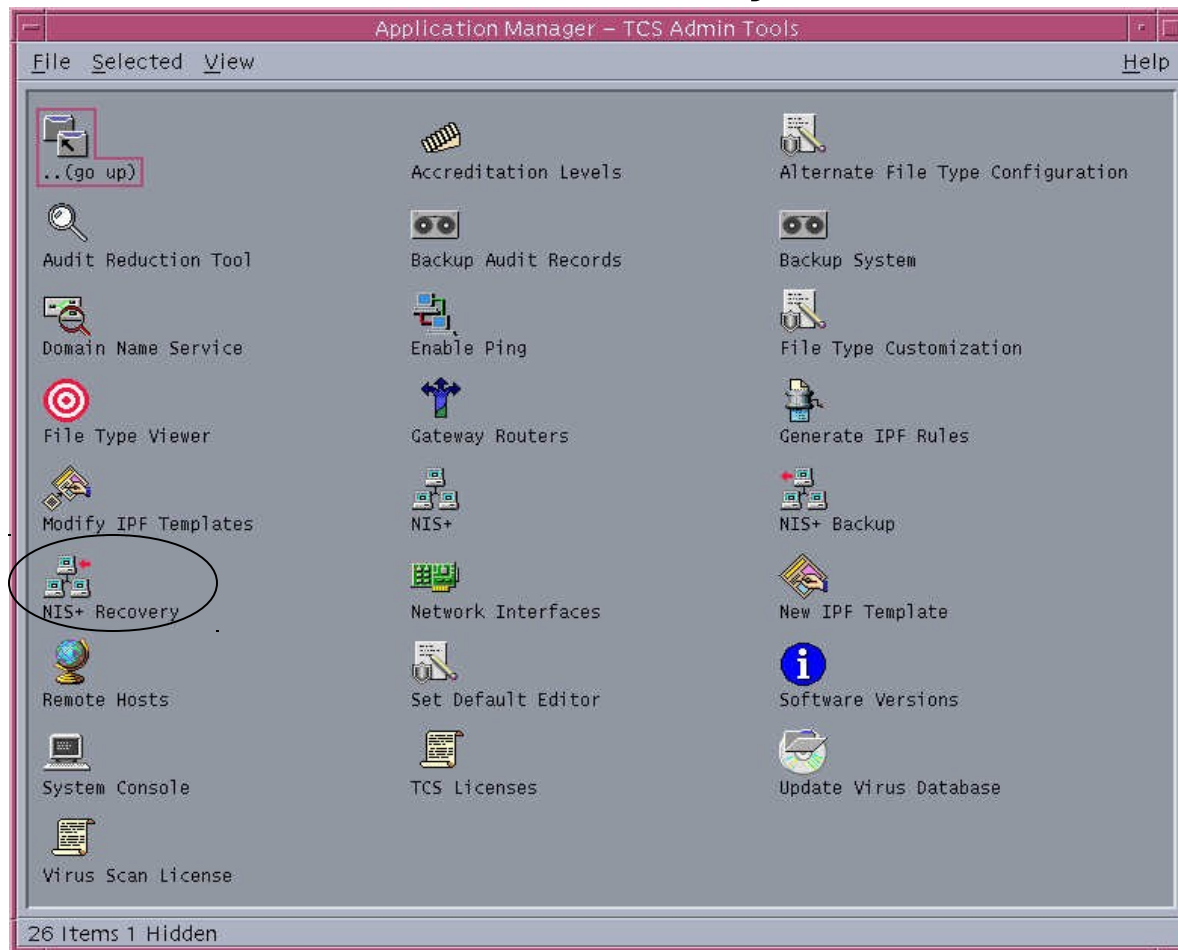 Application Manager – TCS Admin Tools
File Selected View Help
..(go up) Accreditation Levels Alternate File Type Configuration
Audit Reduction Tool Backup Audit Records Backup System
Domain Name Service Enable Ping File Type Customization
File Type Viewer Gateway Routers Generate IPF Rules
Modify IPF Templates NIS+ NIS+ Backup
NIS+ Recovery Network Interfaces New IPF Template
Remote Hosts Set Default Editor Software Versions
System Console TCS Licenses Update Virus Database
Virus Scan License
26 Items 1 Hidden